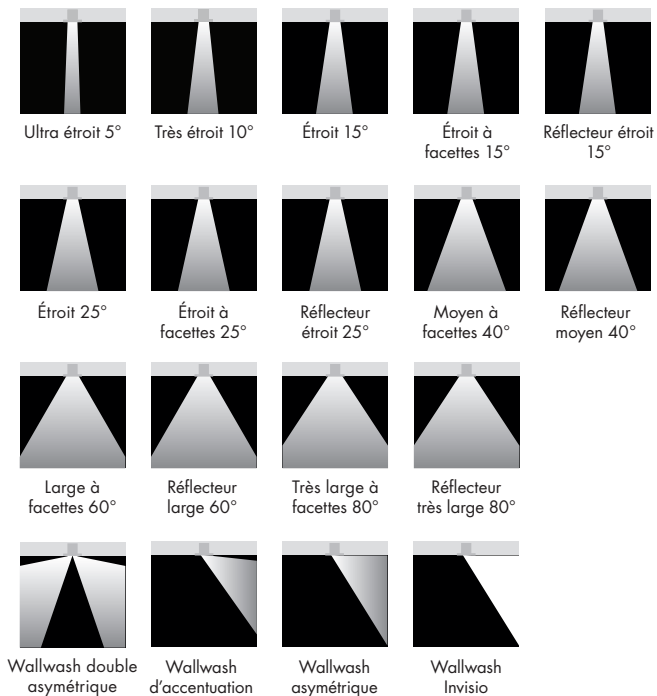 Ultra étroit 5°
Très étroit 10°
Étroit 15°
Étroit à
facettes 15°
Réflecteur étroit
15°
Étroit 25°
Étroit à
facettes 25°
Réflecteur
étroit 25°
Moyen à
facettes 40°
Réflecteur
moyen 40°
Large à
facettes 60°
Réflecteur
large 60°
Très large à
facettes 80°
Réflecteur
très large 80°
Wallwash double
asymétrique
Wallwash
d’accentuation
Wallwash
asymétrique
Wallwash
Invisio